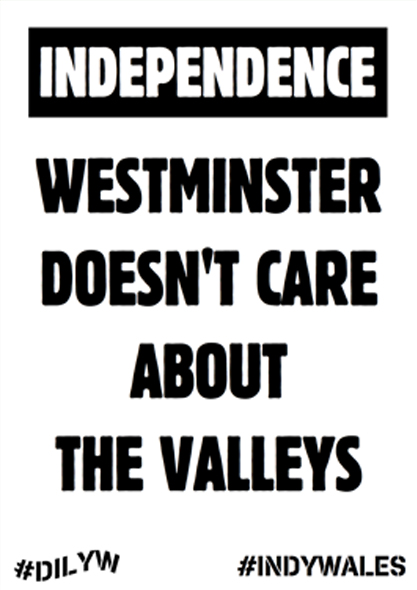 INDEPENDENCE
WESTMINSTER
DOESN'T CARE
ABOUT
THE VALLEYS
#DILYW #INDYWALES